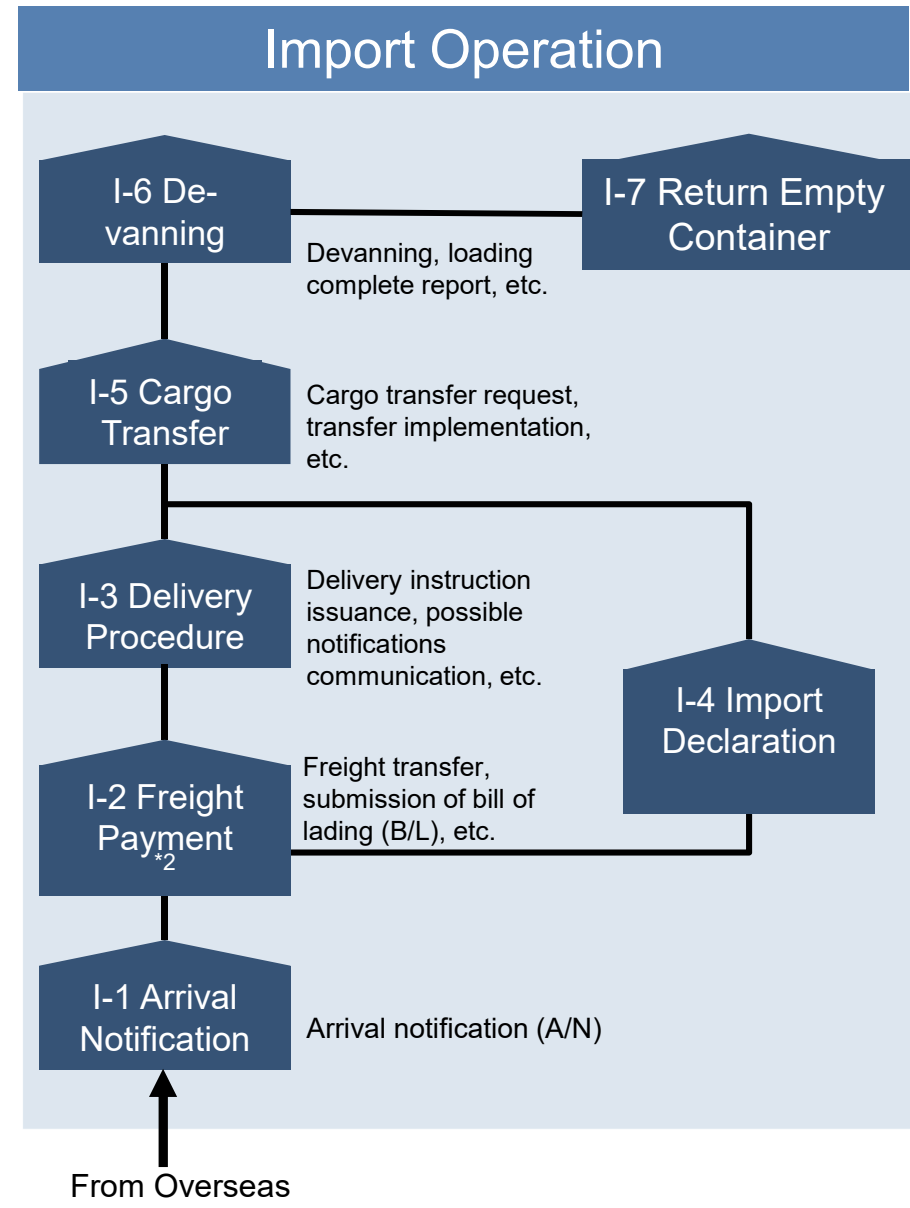 Import Operation
I-6 De-
vanning
I-7 Return Empty
Container
Devanning, loading
complete report, etc.
I-5 Cargo
Transfer
Cargo transfer request,
transfer implementation,
etc.
I-3 Delivery
Procedure
Delivery instruction
issuance, possible
notifications
communication, etc.
I-4 Import
Declaration
I-2 Freight
Payment
*2
Freight transfer,
submission of bill of
lading (B/L), etc.
I-1 Arrival
Notification
Arrival notification (A/N)
From Overseas